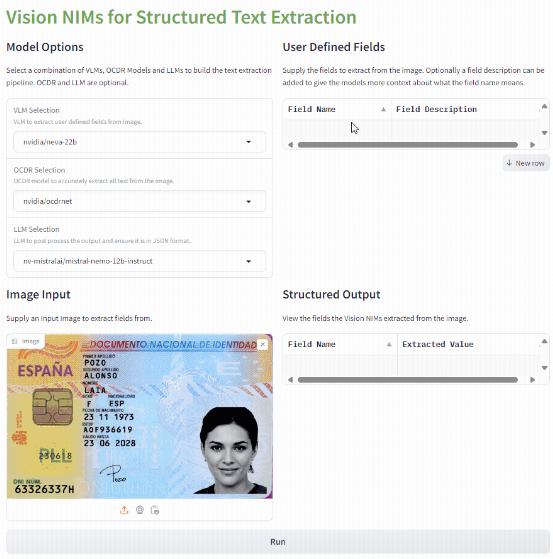 Vision NIMs for Structured Text Extraction
Model Options
Select a combination of VLMs, OCDR Models and LLMs to build the text extraction
pipeline. OCDR and LLM are optional.
VLM Selection
VLM to extract user defined fields from Image.
nvidia/neva-22b
OCDR Selection
OCDR model to accurately extract all text from the image.
nvidia/ocdrnet
LLM Selection
LLM to post process the output and ensure it is in JSON format.
nv-mistralai/mistral-nemo-12b-instruct
User Defined Fields
Supply the fields to extract from the image. Optionally a field description can be
added to give the models more context about what the field name means.
Field Name
Field Description
New row
Image Input
Supply an Input Image to extract fields from.
Image
DOCUMENTO NACIONAL DE IDENTIDAD
ESPAÑA
PRIMER APELLIDO
POZO
SEGUNDO APELLIDO
ALONSO
NOMBRE
LALA
SEXO NACIONALIDAD
F ESP
FECHA DE NACIMIENTO
23 11 1973
IDESP
AOF936619
VÁLIDO HASTA
23 06 2028
230618
Pozo
DNI NÚM.
63326337H
Structured Output
View the fields the Vision NIMs extracted from the image.
Field Name
Extracted Value
Run